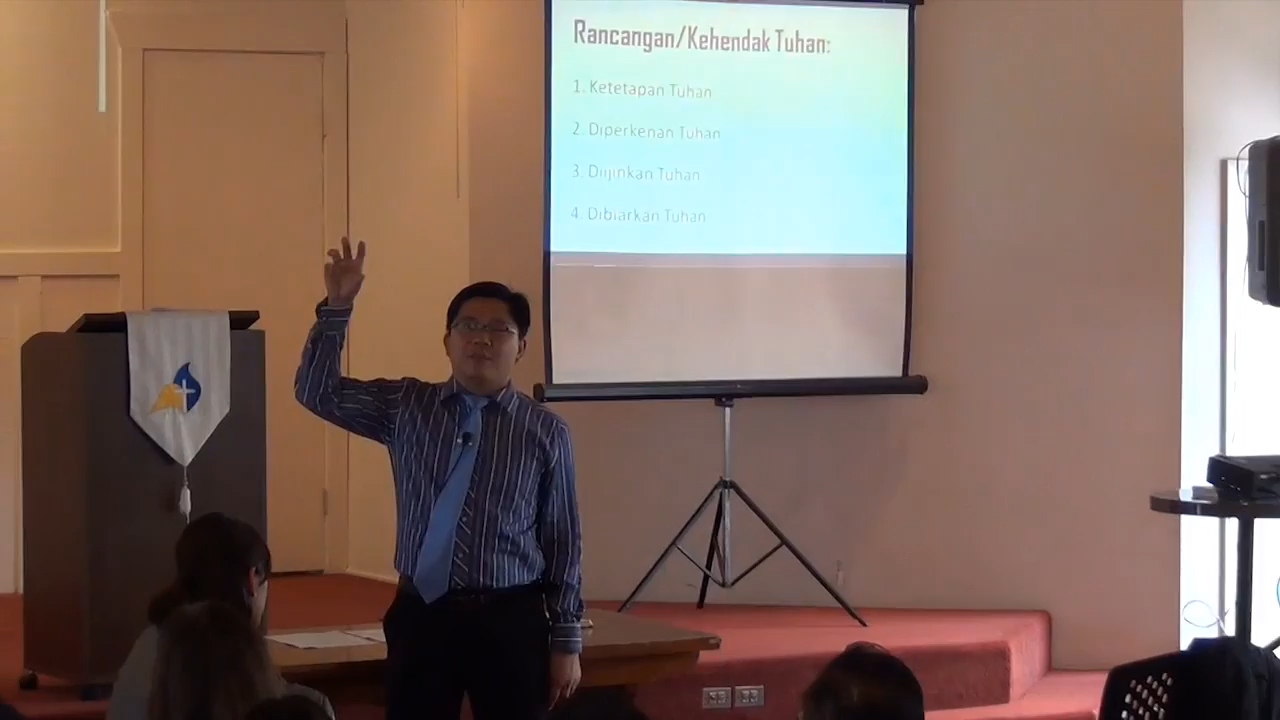 Rancangan/Kehendak Tuhan:
1. Ketetapan Tuhan
2. Diperkenan Tuhan
3. Diijinkan Tuhan
4. Dibiarkan Tuhan